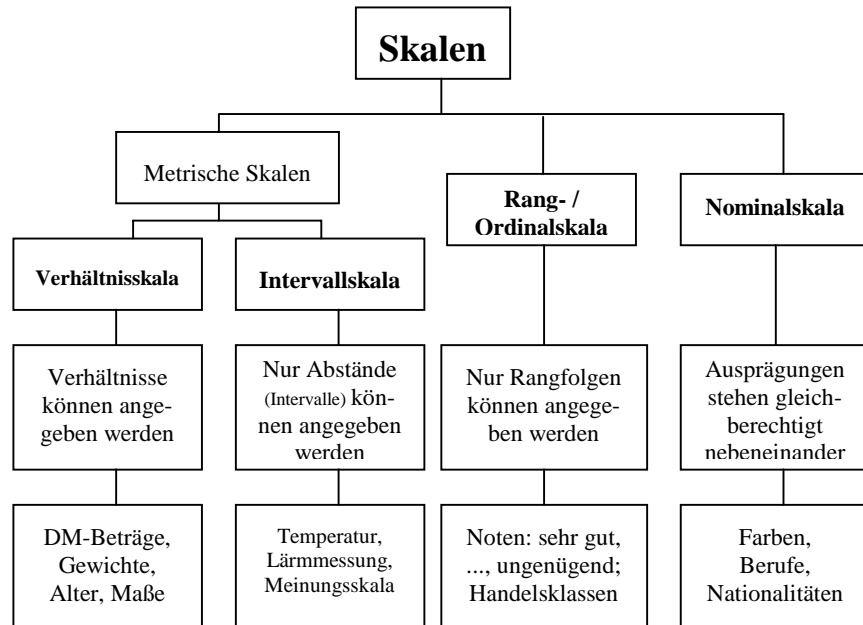 Skalen
Metrische Skalen
Rang- /
Ordinalskala
Nominalskala
Verhältnisskala
Intervallskala
Verhältnisse
können ange-
geben werden
Nur Abstände
(Intervalle) kön-
nen angegeben
werden
Nur Rangfolgen
können angege-
ben werden
Ausprägungen
stehen gleich-
berechtigt
nebeneinander
DM-Beträge,
Gewichte,
Alter, Maße
Temperatur,
Lärmmessung,
Meinungsskala
Noten: sehr gut,
..., ungenügend;
Handelsklassen
Farben,
Berufe,
Nationalitäten